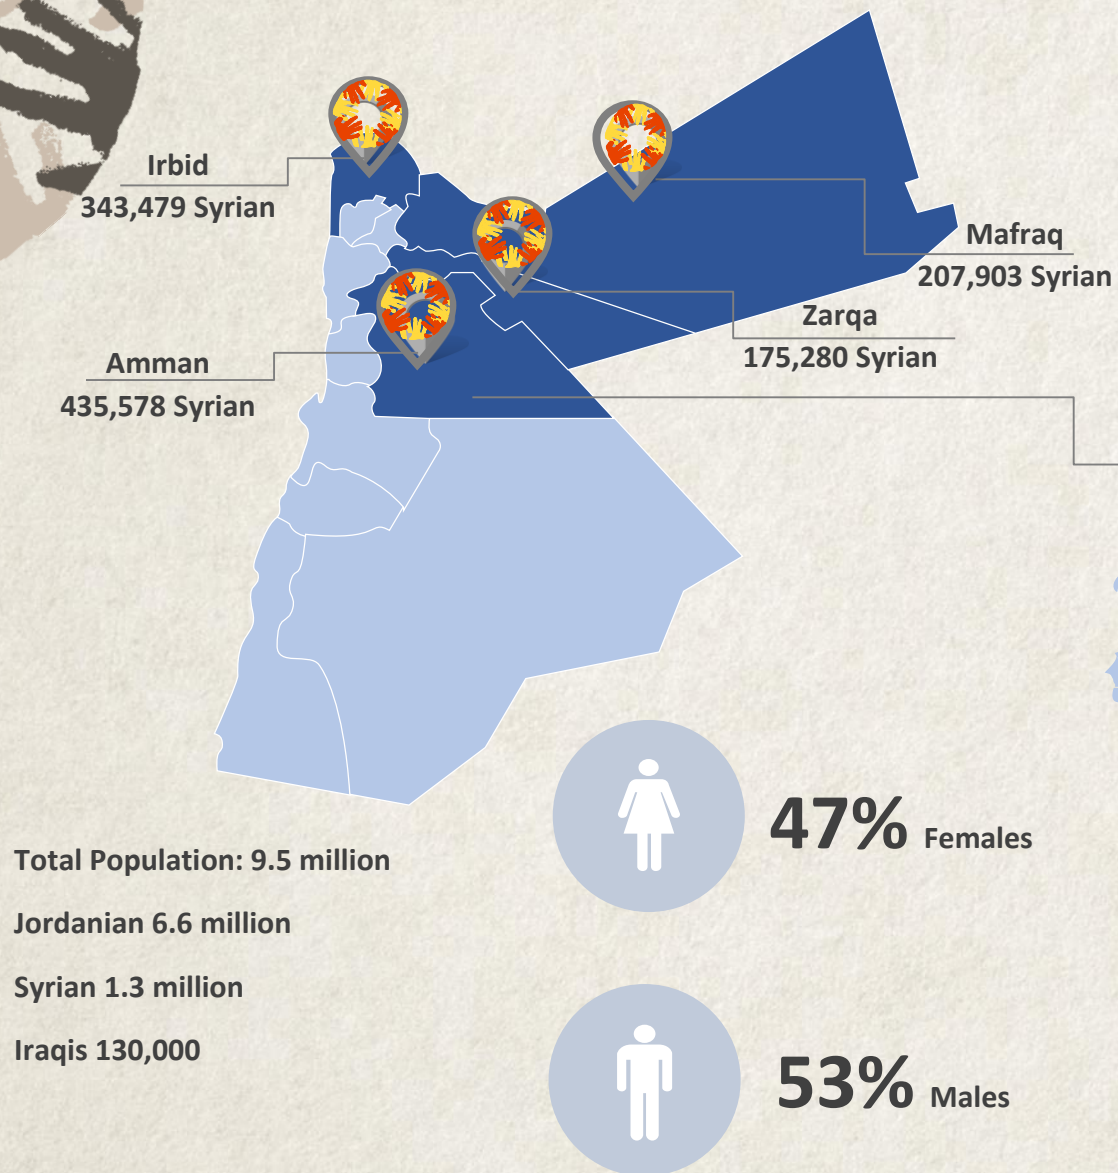 Irbid
343,479 Syrian
Mafraq
207,903 Syrian
Zarqa
175,280 Syrian
Amman
435,578 Syrian
47% Females
Total Population: 9.5 million
Jordanian 6.6 million
Syrian 1.3 million
Iraqis 130,000
53% Males